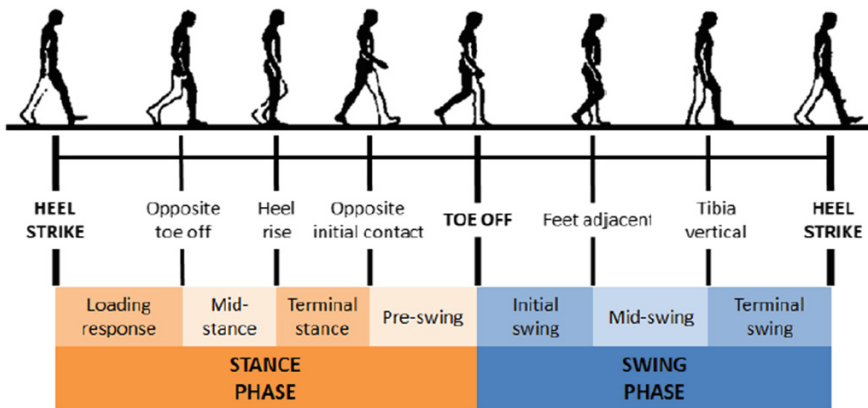 HEEL STRIKE
Opposite toe off
Heel rise
Opposite initial contact
TOE OFF
Feet adjacent
Tibia vertical
HEEL STRIKE
Loading response
Mid-stance
Terminal stance
Pre-swing
Initial swing
Mid-swing
Terminal swing
STANCE PHASE
SWING PHASE